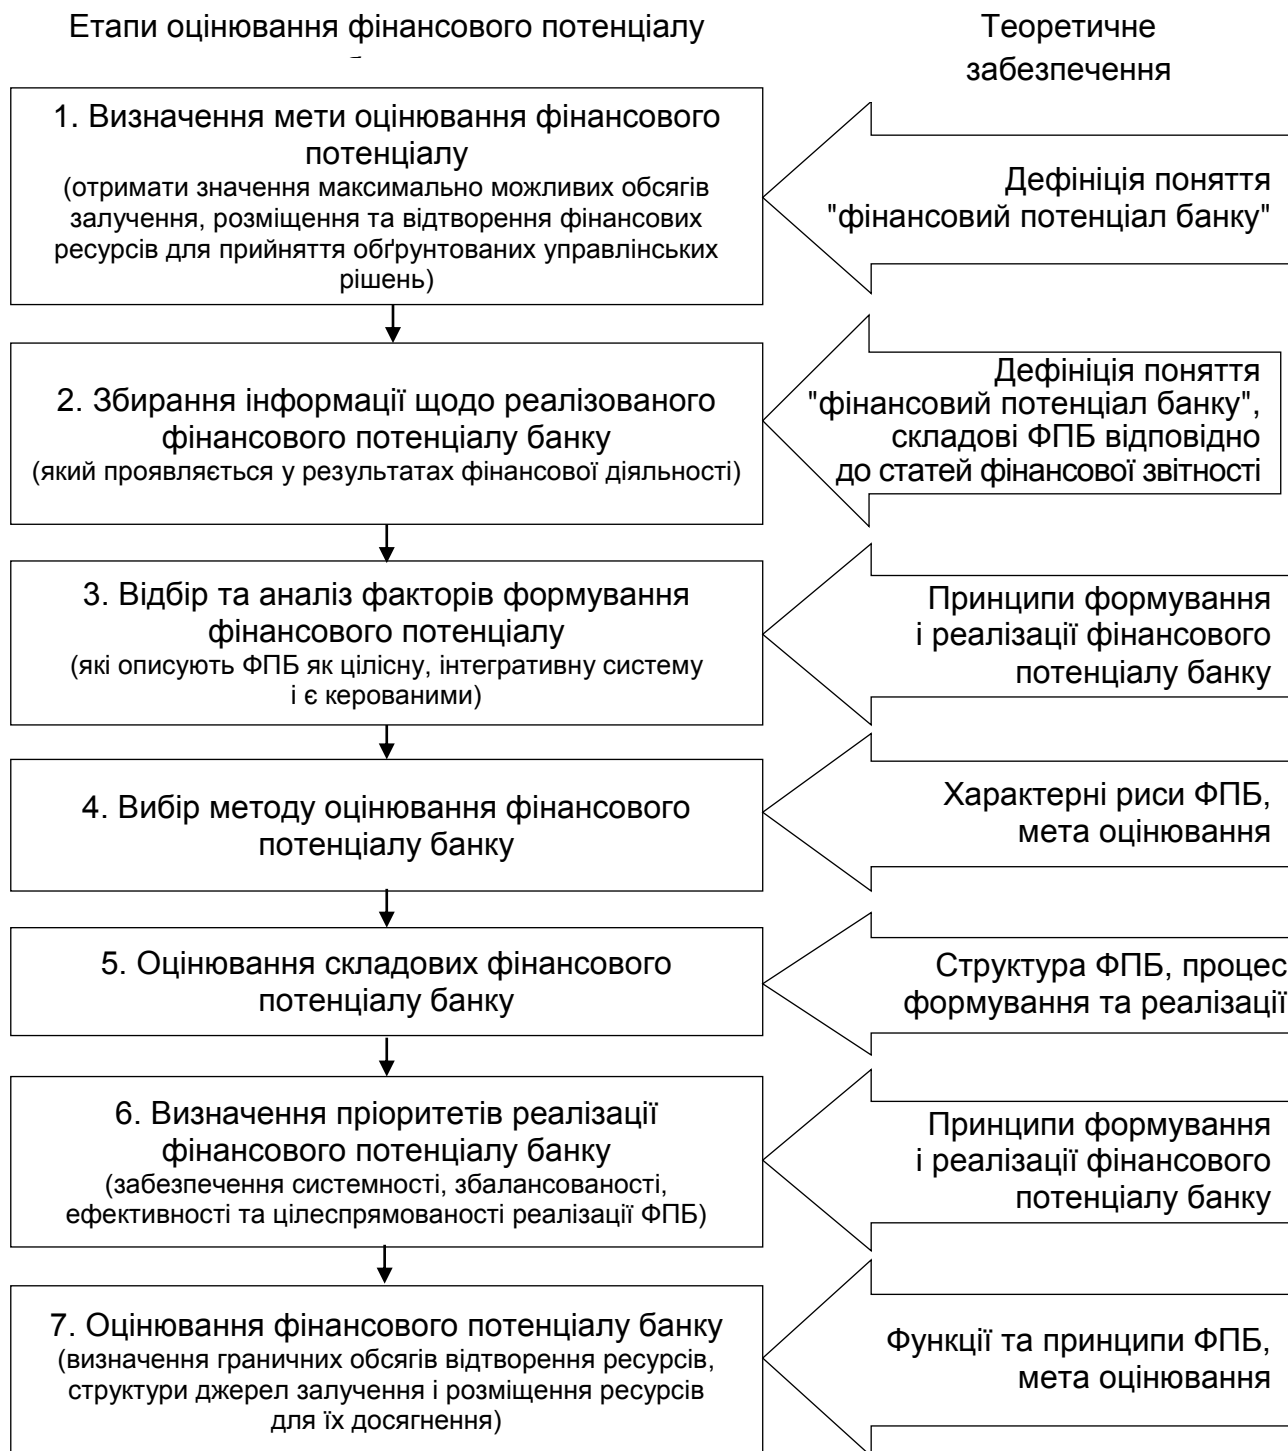 Етапи оцінювання фінансового потенціалу
Теоретичне
забезпечення
1. Визначення мети оцінювання фінансового
потенціалу
(отримати значення максимально можливих обсягів
залучення, розміщення та відтворення фінансових
ресурсів для прийняття обґрунтованих управлінських
рішень)
Дефініція поняття
"фінансовий потенціал банку"
2. Збирання інформації щодо реалізованого
фінансового потенціалу банку
(який проявляється у результатах фінансової діяльності)
Дефініція поняття
"фінансовий потенціал банку",
складові ФПБ відповідно
до статей фінансової звітності
3. Відбір та аналіз факторів формування
фінансового потенціалу
(які описують ФПБ як цілісну, інтегративну систему
і є керованими)
Принципи формування
і реалізації фінансового
потенціалу банку
4. Вибір методу оцінювання фінансового
потенціалу банку
Характерні риси ФПБ,
мета оцінювання
5. Оцінювання складових фінансового
потенціалу банку
Структура ФПБ, процес
формування та реалізації
6. Визначення пріоритетів реалізації
фінансового потенціалу банку
(забезпечення системності, збалансованості,
ефективності та цілеспрямованості реалізації ФПБ)
Принципи формування
і реалізації фінансового
потенціалу банку
7. Оцінювання фінансового потенціалу банку
(визначення граничних обсягів відтворення ресурсів,
структури джерел залучення і розміщення ресурсів
для їх досягнення)
Функції та принципи ФПБ,
мета оцінювання